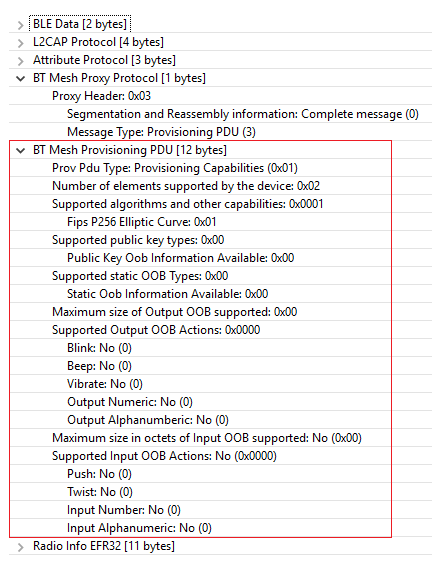 BLE Data [2 bytes]
L2CAP Protocol [4 bytes]
Attribute Protocol [3 bytes]
BT Mesh Proxy Protocol [1 bytes]
Proxy Header: 0x03
Segmentation and Reassembly information: Complete message (0)
Message Type: Provisioning PDU (3)
BT Mesh Provisioning PDU [12 bytes]
Prov Pdu Type: Provisioning Capabilities (0x01)
Number of elements supported by the device: 0x02
Supported algorithms and other capabilities: 0x0001
Fips P256 Elliptic Curve: 0x01
Supported public key types: 0x00
Public Key Oob Information Available: 0x00
Supported static OOB Types: 0x00
Static Oob Information Available: 0x00
Maximum size of Output OOB supported: 0x00
Supported Output OOB Actions: 0x0000
Blink: No (0)
Beep: No (0)
Vibrate: No (0)
Output Numeric: No (0)
Output Alphanumberic: No (0)
Maximum size in octets of Input OOB supported: No (0x00)
Supported Input OOB Actions: No (0x0000)
Push: No (0)
Twist: No (0)
Input Number: No (0)
Input Alphanumeric: No (0)
Radio Info EFR32 [11 bytes]